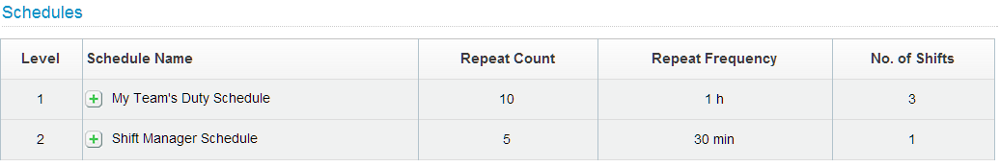 Schedules
Level Schedule Name Repeat Count Repeat Frequency No. of Shifts
1 My Team's Duty Schedule 10 1 h 3
2 Shift Manager Schedule 5 30 min 1